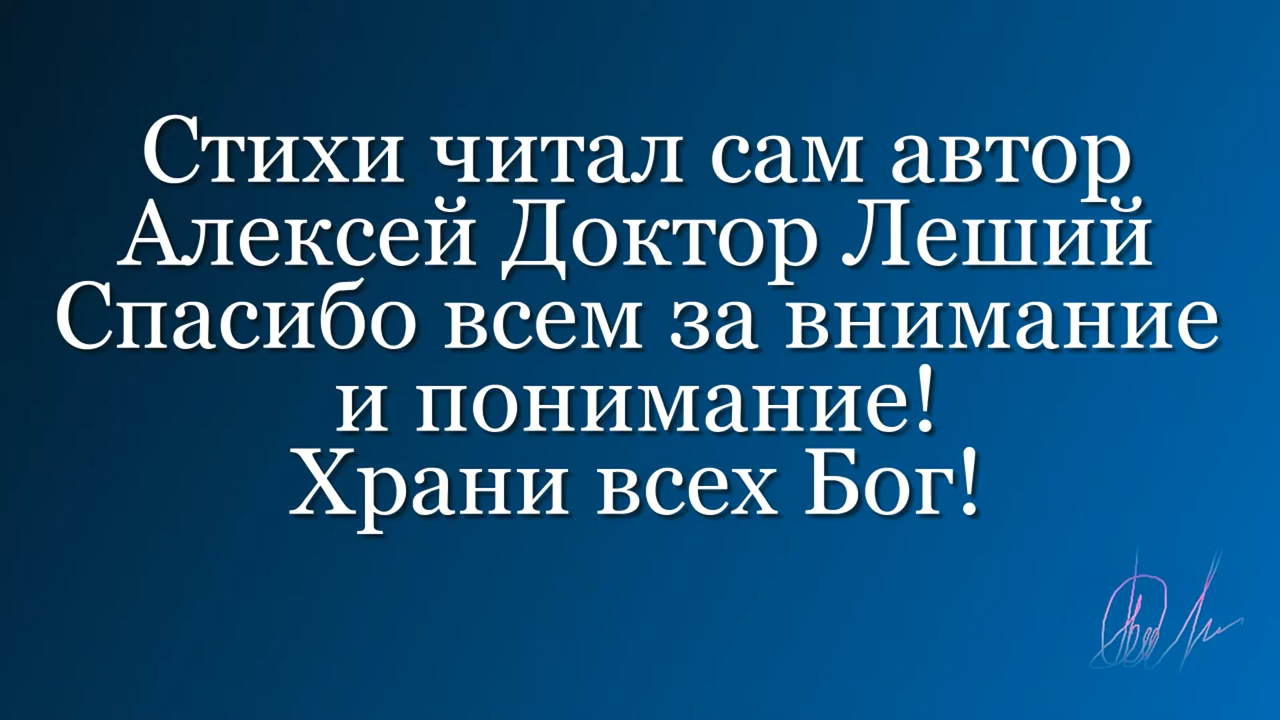 Стихи читал сам автор
Алексей Доктор Леший
Спасибо всем за внимание
и понимание!
Храни всех Бог!